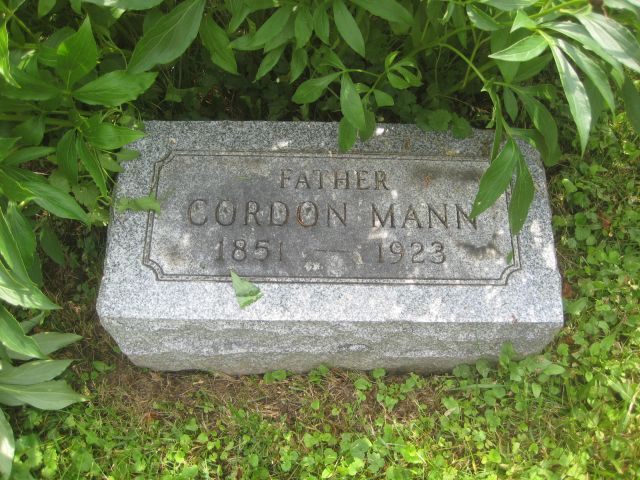 FATHER
CORDON MANN
1851 — 1923